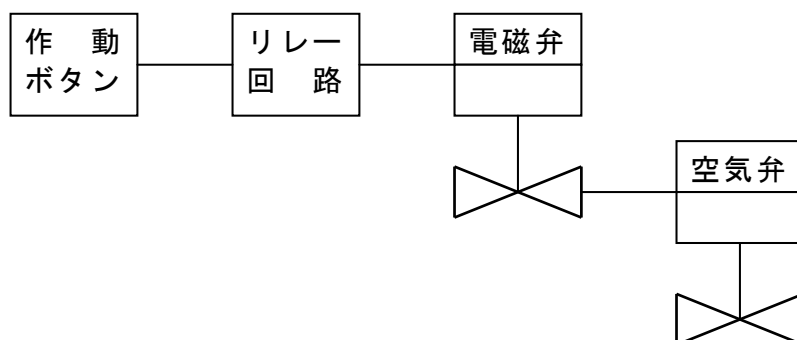 作　動
ボタン
リレー
回　路
電磁弁
空気弁